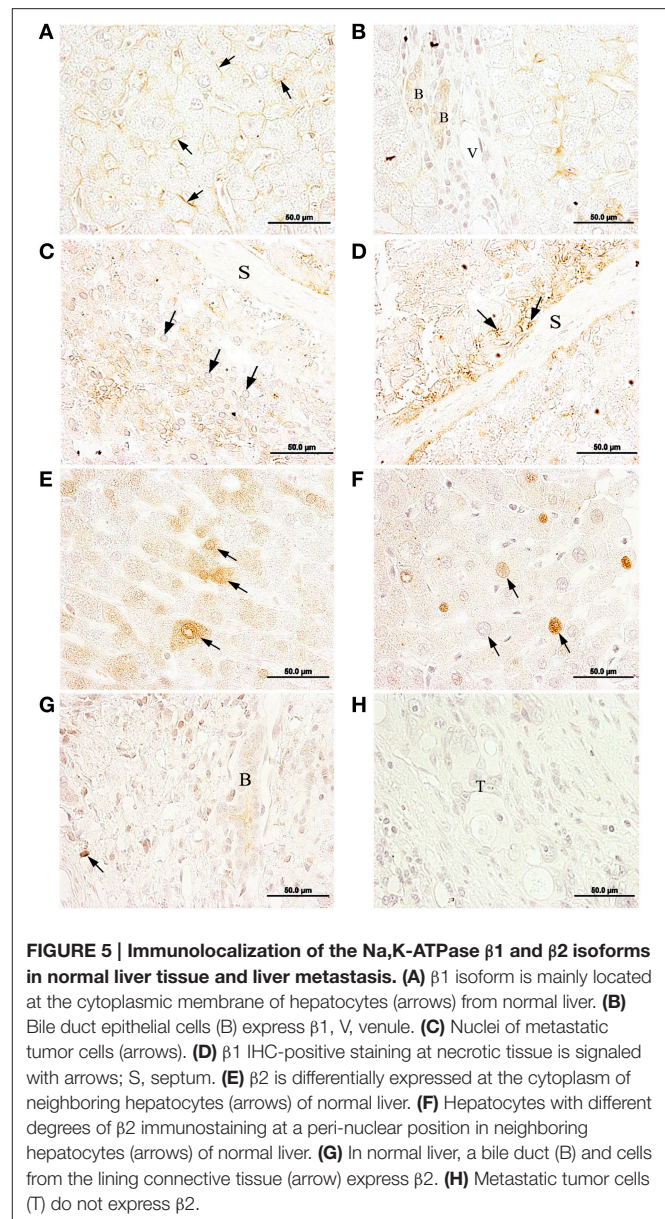 A
B
B
B
V
50.0 µm
50.0 µm
C
D
S
S
50.0 µm
50.0 µm
E
F
50.0 µm
50.0 µm
G
H
B
T
50.0 µm
50.0 µm
FIGURE 5 | Immunolocalization of the Na,K-ATPase β1 and β2 isoforms
in normal liver tissue and liver metastasis. (A) β1 isoform is mainly located
at the cytoplasmic membrane of hepatocytes (arrows) from normal liver. (B)
Bile duct epithelial cells (B) express β1, V, venule. (C) Nuclei of metastatic
tumor cells (arrows). (D) β1 IHC-positive staining at necrotic tissue is signaled
with arrows; S, septum. (E) β2 is differentially expressed at the cytoplasm of
neighboring hepatocytes (arrows) of normal liver. (F) Hepatocytes with different
degrees of β2 immunostaining at a peri-nuclear position in neighboring
hepatocytes (arrows) of normal liver. (G) In normal liver, a bile duct (B) and cells
from the lining connective tissue (arrow) express β2. (H) Metastatic tumor cells
(T) do not express β2.